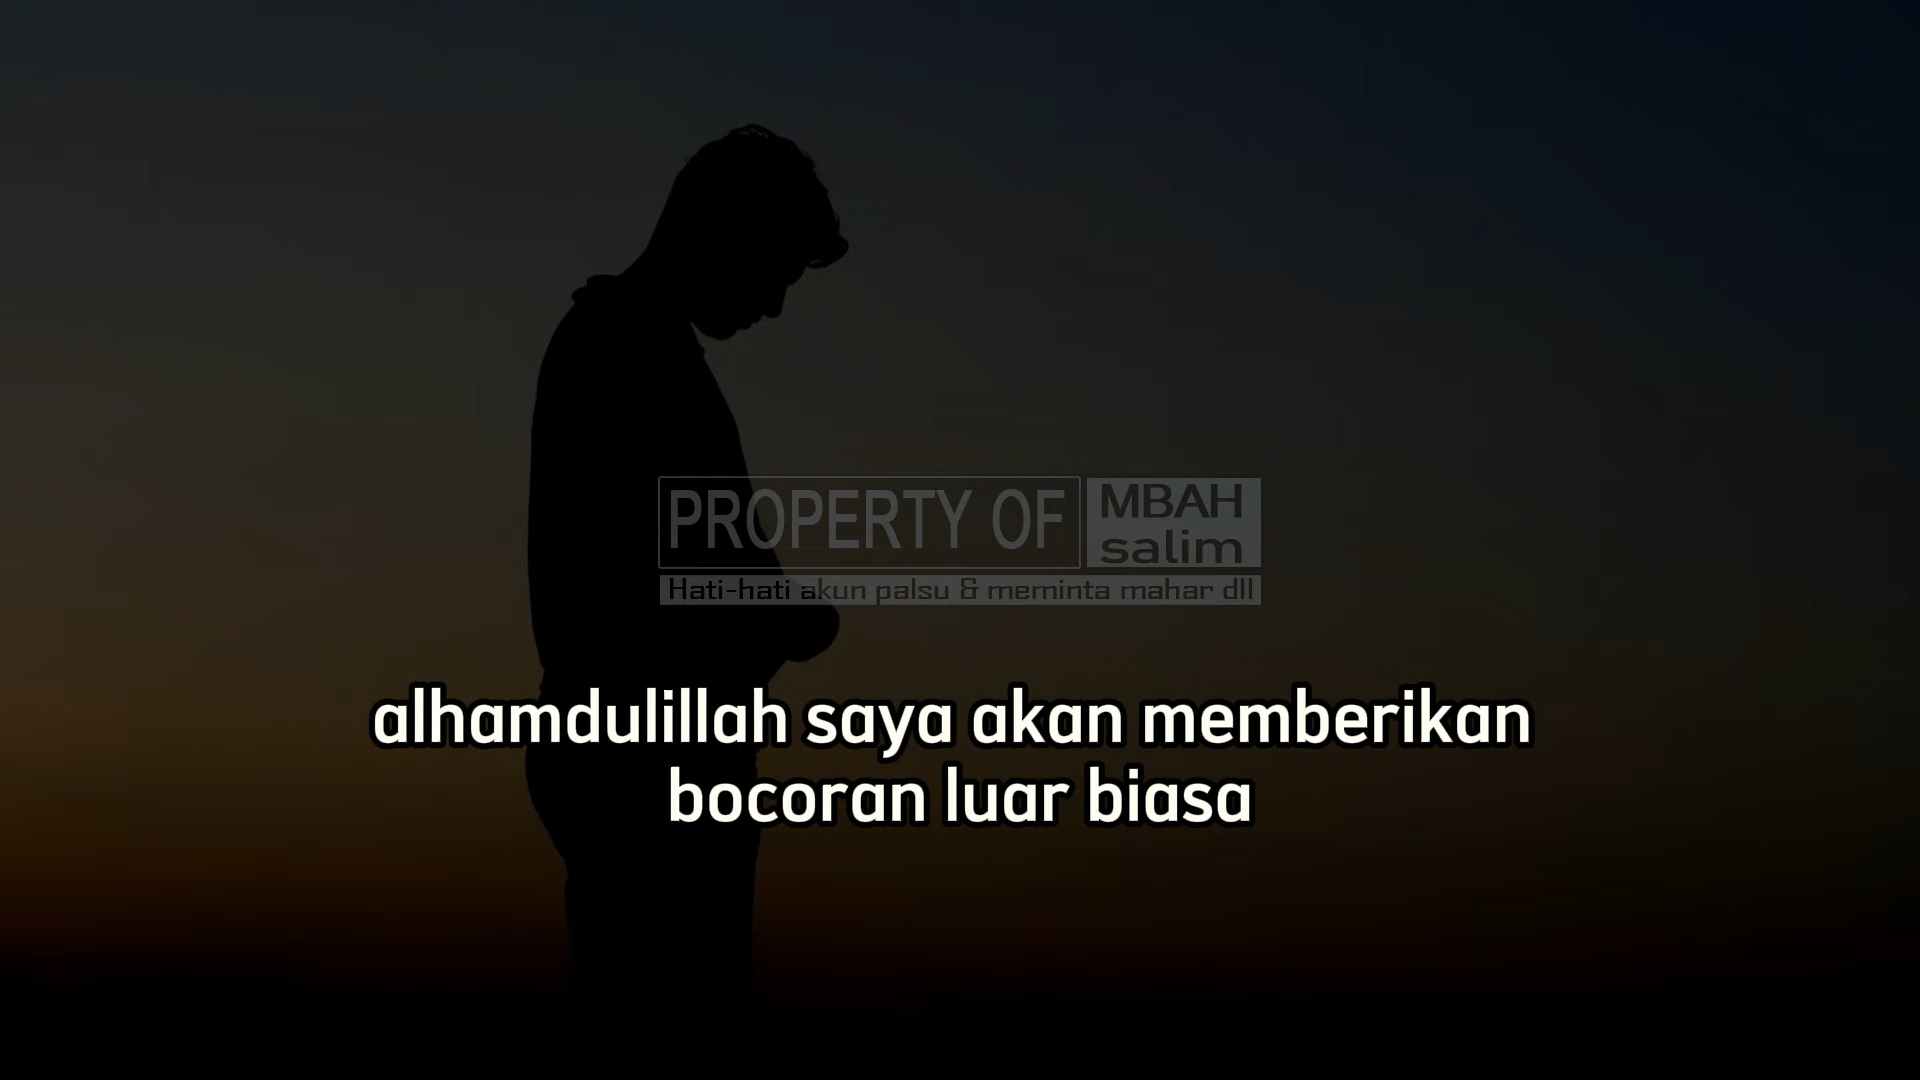 PROPERTY OF MBAH
salim
Hati-hati akun palsu & meminta mahar dll
alhamdulillah saya akan memberikan
bocoran luar biasa